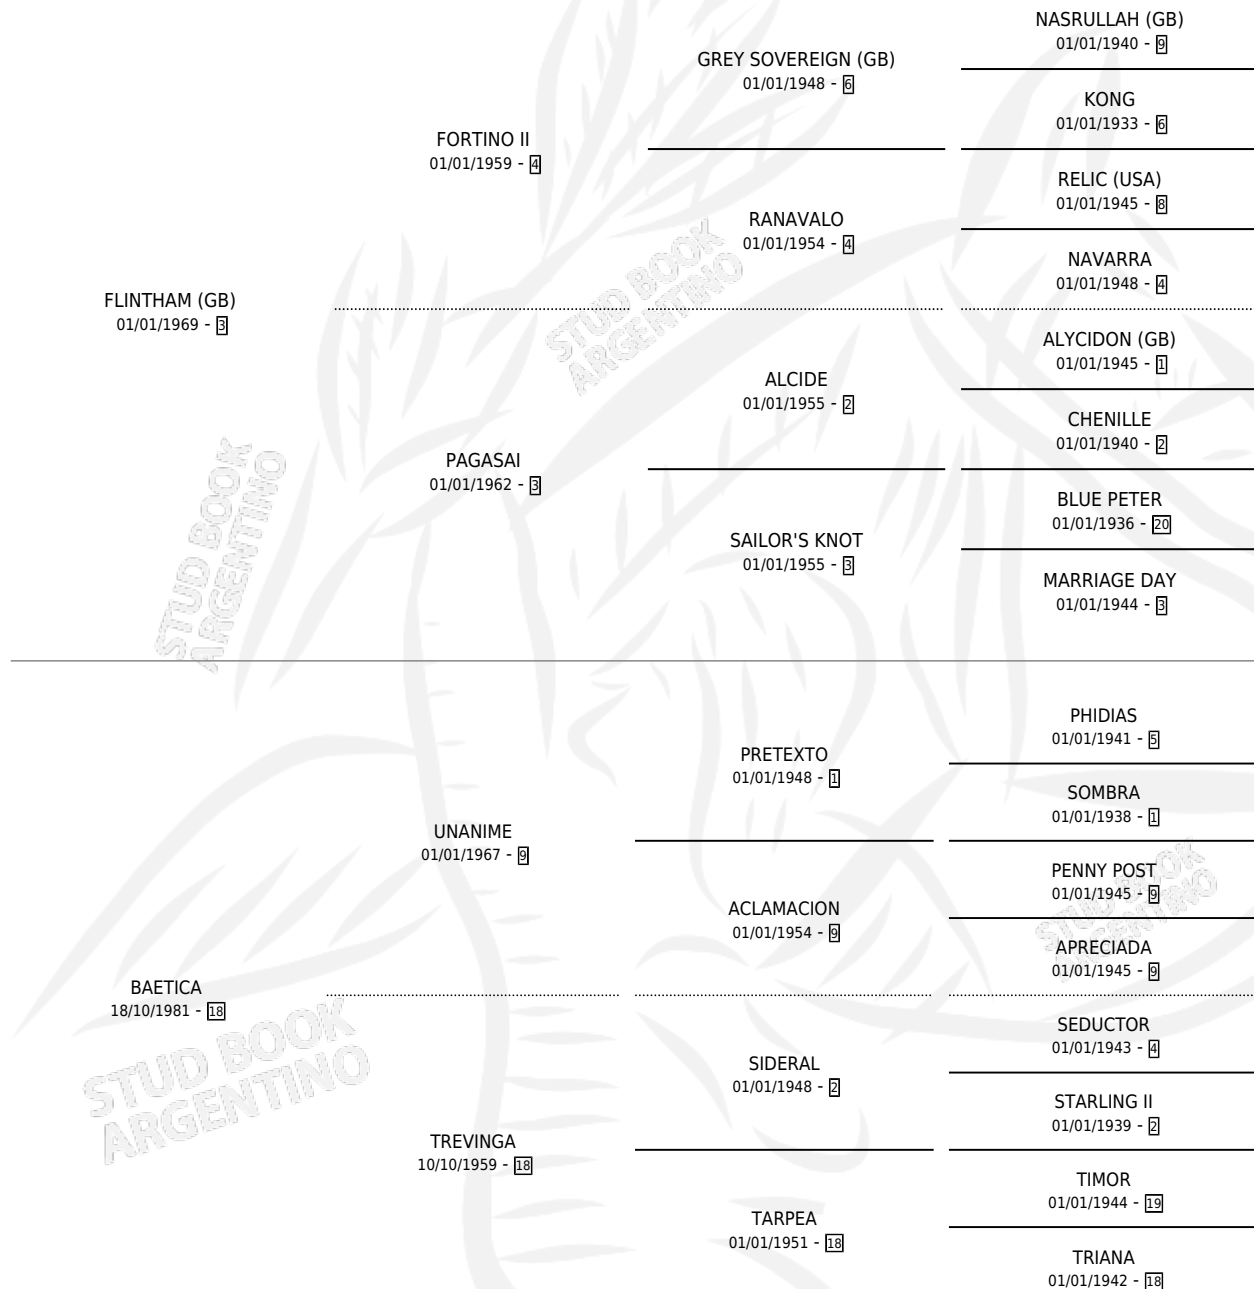 NASRULLAH (GB)
01/01/1940 - 9
GREY SOVEREIGN (GB)
01/01/1948 - 6
KONG
01/01/1933 - 6
FORTINO II
01/01/1959 - 4
RELIC (USA)
01/01/1945 - 8
RANAVALO
01/01/1954 - 4
NAVARRA
01/01/1948 - 4
FLINTHAM (GB)
01/01/1969 - 3
STUD BOOK
ARGENTINO
ALYCIDON (GB)
01/01/1945 - 1
ALCIDE
01/01/1955 - 2
CHENILLE
01/01/1940 - 2
PAGASAI
01/01/1962 - 3
BLUE PETER
01/01/1936 - 20
SAILOR'S KNOT
01/01/1955 - 3
MARRIAGE DAY
01/01/1944 - 3
STUD BOOK
ARGENTINO
PHIDIAS
01/01/1941 - 5
PRETEXTO
01/01/1948 - 1
SOMBRA
01/01/1938 - 1
UNANIME
01/01/1967 - 9
PENNY POST
01/01/1945 - 9
ACLAMACION
01/01/1954 - 9
APRECIADA
01/01/1945 - 9
STUD BOOK
ARGENTINO
BAETICA
18/10/1981 - 18
SEDUCTOR
01/01/1943 - 4
SIDERAL
01/01/1948 - 2
STARLING II
01/01/1939 - 2
STUD BOOK
ARGENTINO
TREVINGA
10/10/1959 - 18
TIMOR
01/01/1944 - 19
TARPEA
01/01/1951 - 18
TRIANA
01/01/1942 - 18